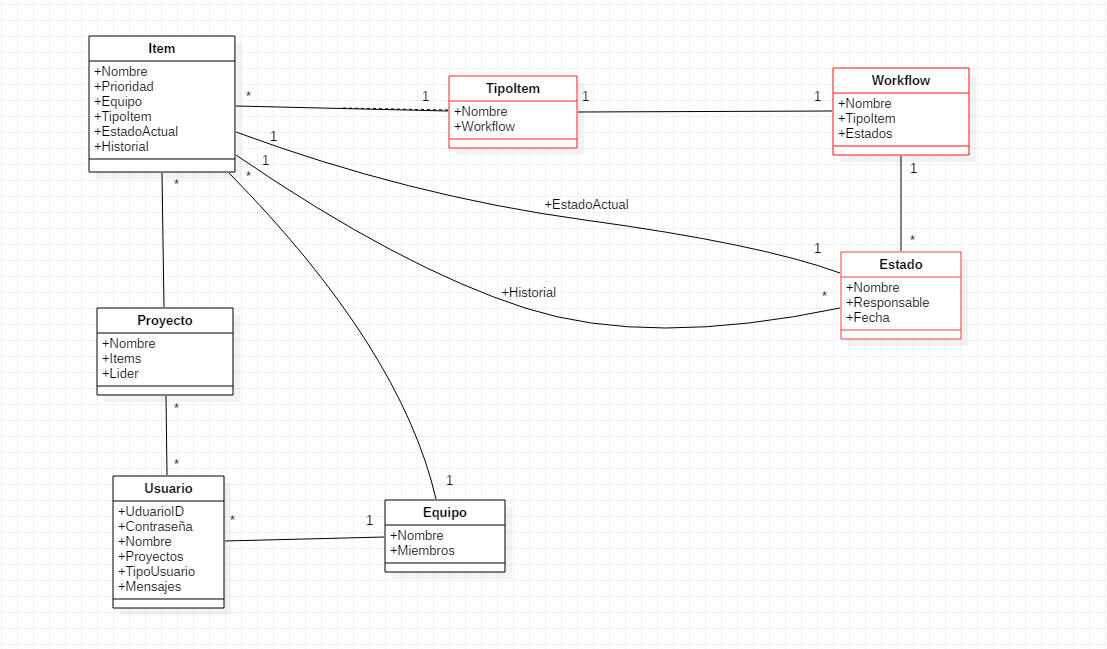 Item
+Nombre
+Prioridad
+Equipo
+TipoItem
+EstadoActual
+Historial
*
1
TipoItem
+Nombre
+Workflow
1
1
Workflow
+Nombre
+TipoItem
+Estados
1
1
*
*
1
*
+EstadoActual
1
+Historial
*
Estado
+Nombre
+Responsable
+Fecha
Proyecto
+Nombre
+Items
+Lider
*
*
Usuario
+UduarioID
+Contraseña
+Nombre
+Proyectos
+TipoUsuario
+Mensajes
*
1
1
Equipo
+Nombre
+Miembros